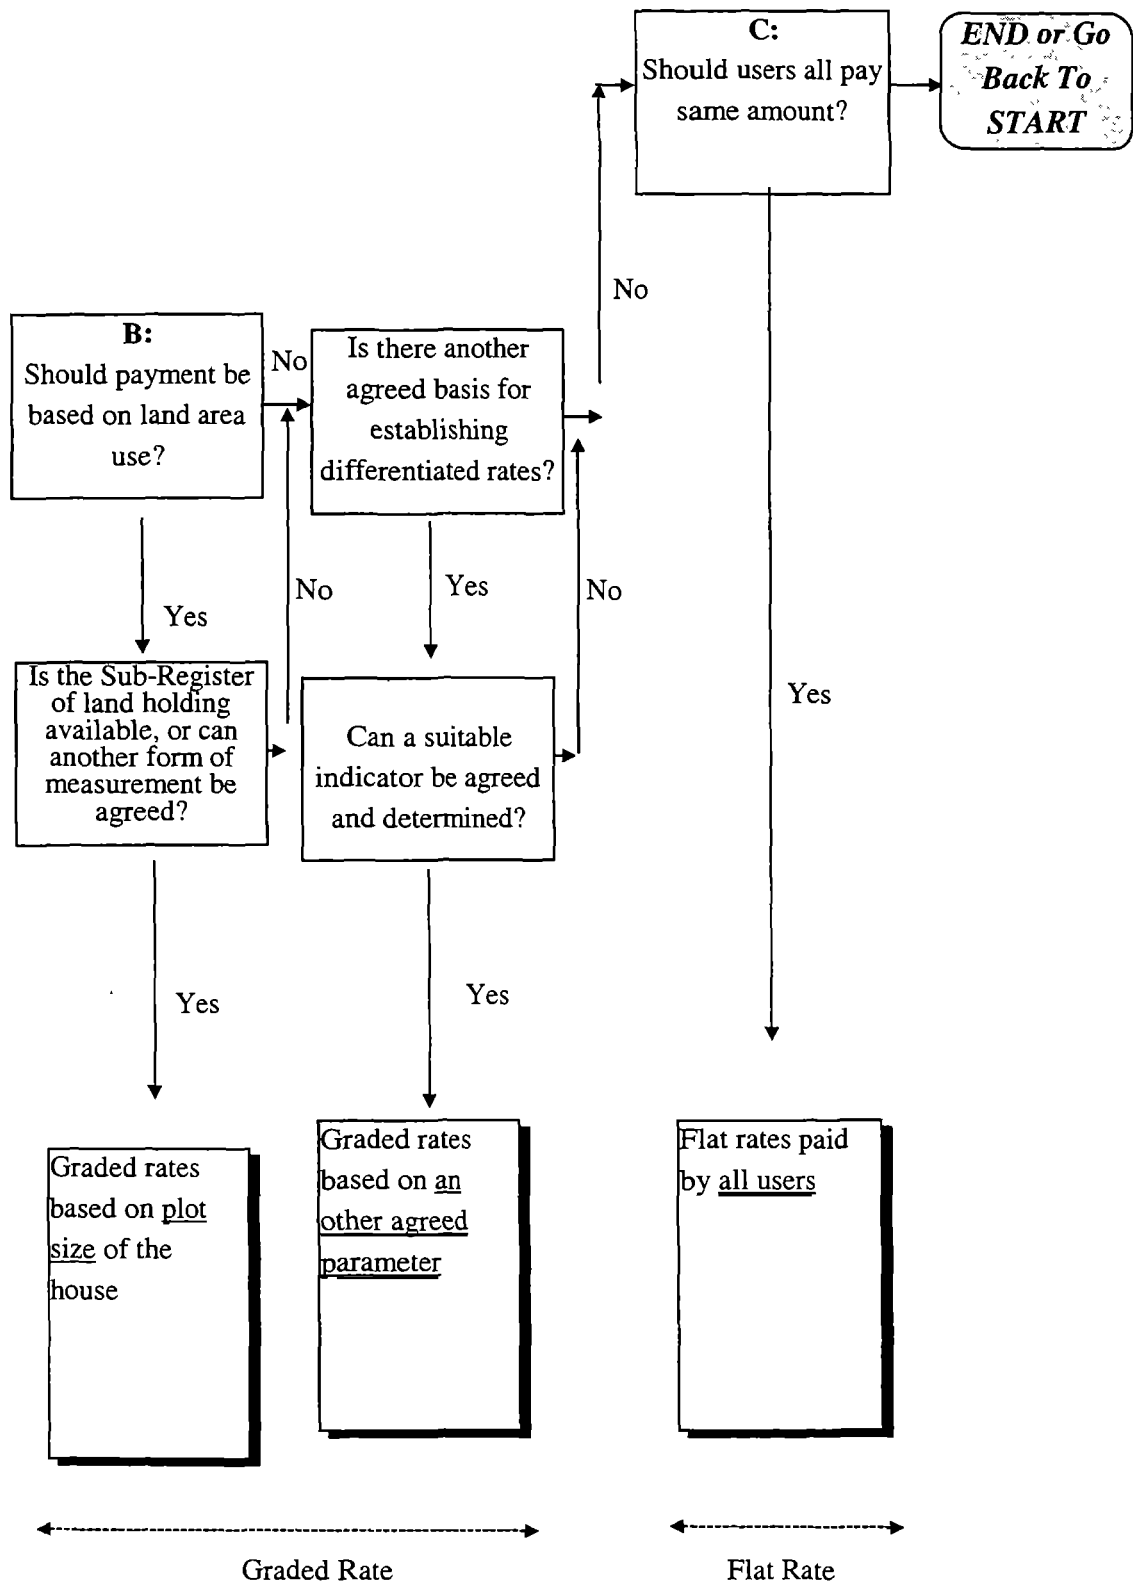 C:
Should users all pay
same amount?
END or Go
Back To
START
No
B:
Should payment be
based on land area
use?
No
Is there another
agreed basis for
establishing
differentiated rates?
Yes
No
Yes
No
Is the Sub-Register
of land holding
available, or can
another form of
measurement be
agreed?
Can a suitable
indicator be agreed
and determined?
Yes
Yes
Yes
Graded rates
based on plot
size of the
house
Graded rates
based on an
other agreed
parameter
Flat rates paid
by all users
Graded Rate
Flat Rate